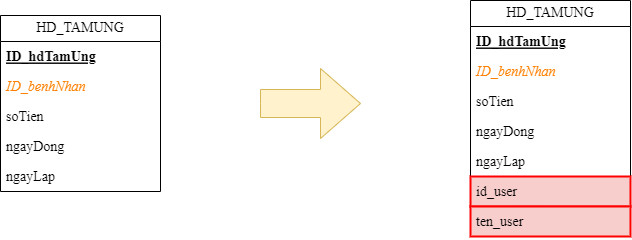 HD_TAMUNG
ID_hdTamUng
ID_benhNhan
soTien
ngayDong
ngayLap
HD_TAMUNG
ID_hdTamUng
ID_benhNhan
soTien
ngayDong
ngayLap
id_user
ten_user